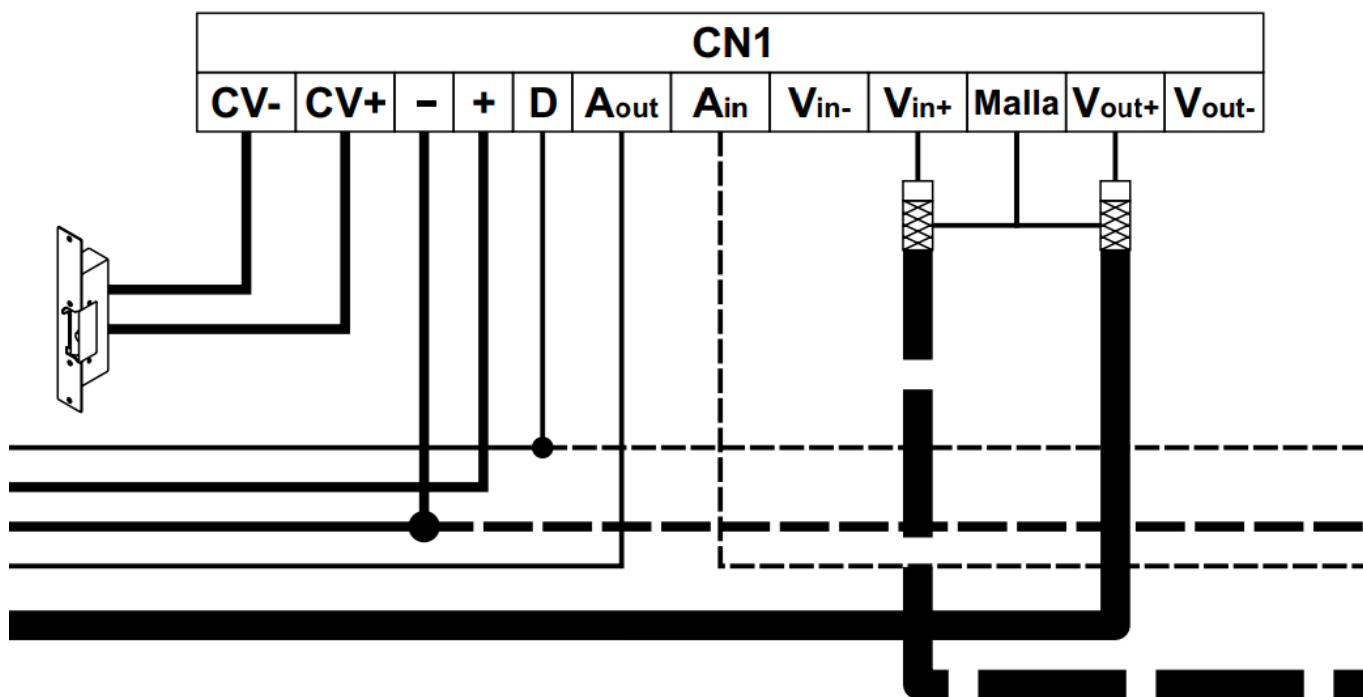 CN1
CV- CV+ - + D Aout Ain Vin- Vin+ Malla Vout+ Vout-